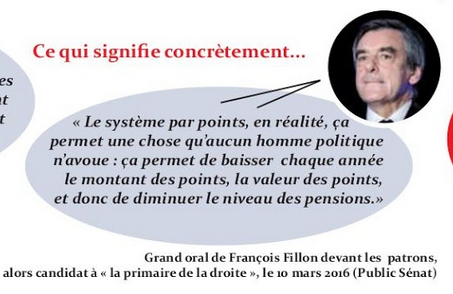 Ce qui signifie concrètement...
es
nt
t
« Le système par points, en réalité, ça
permet une chose qu'aucun homme politique
n'avoue : ça permet de baisser chaque année
le montant des points, la valeur des points,
et donc de diminuer le niveau des pensions.»
Grand oral de François Fillon devant les patrons,
alors candidat à « la primaire de la droite », le 10 mars 2016 (Public Sénat)